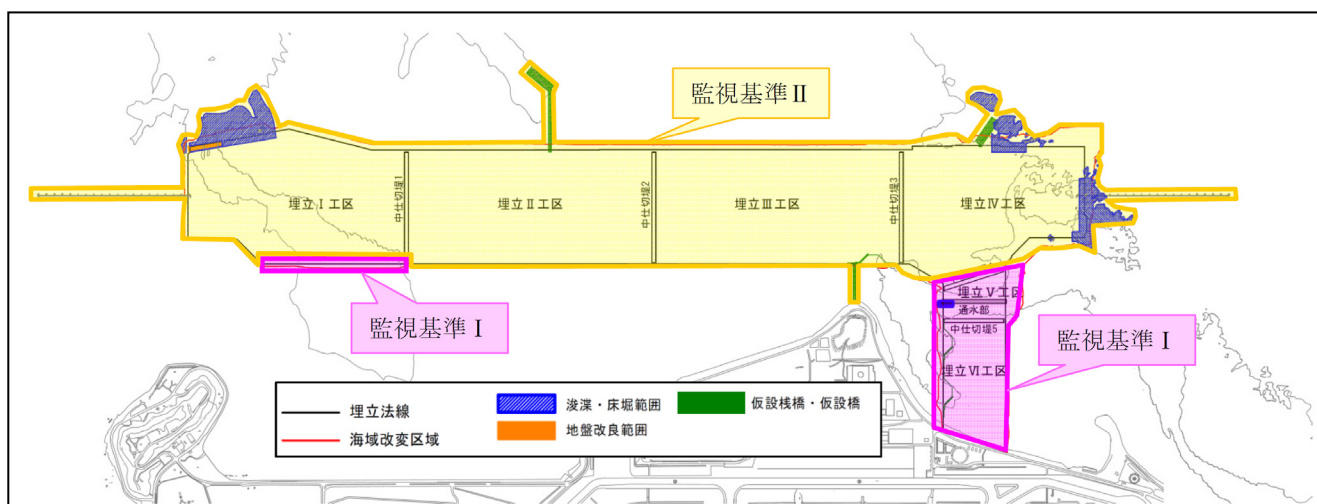 監視基準Ⅱ
埋立Ⅰ工区
中仕切堤1
埋立Ⅱ工区
中仕切堤2
埋立Ⅲ工区
中仕切堤3
埋立Ⅳ工区
監視基準Ⅰ
埋立Ⅴ工区
通水部
中仕切堤5
埋立Ⅵ工区
監視基準Ⅰ
埋立法線
浚渫・床堀範囲
仮設桟橋・仮設橋
海域改変区域
地盤改良範囲